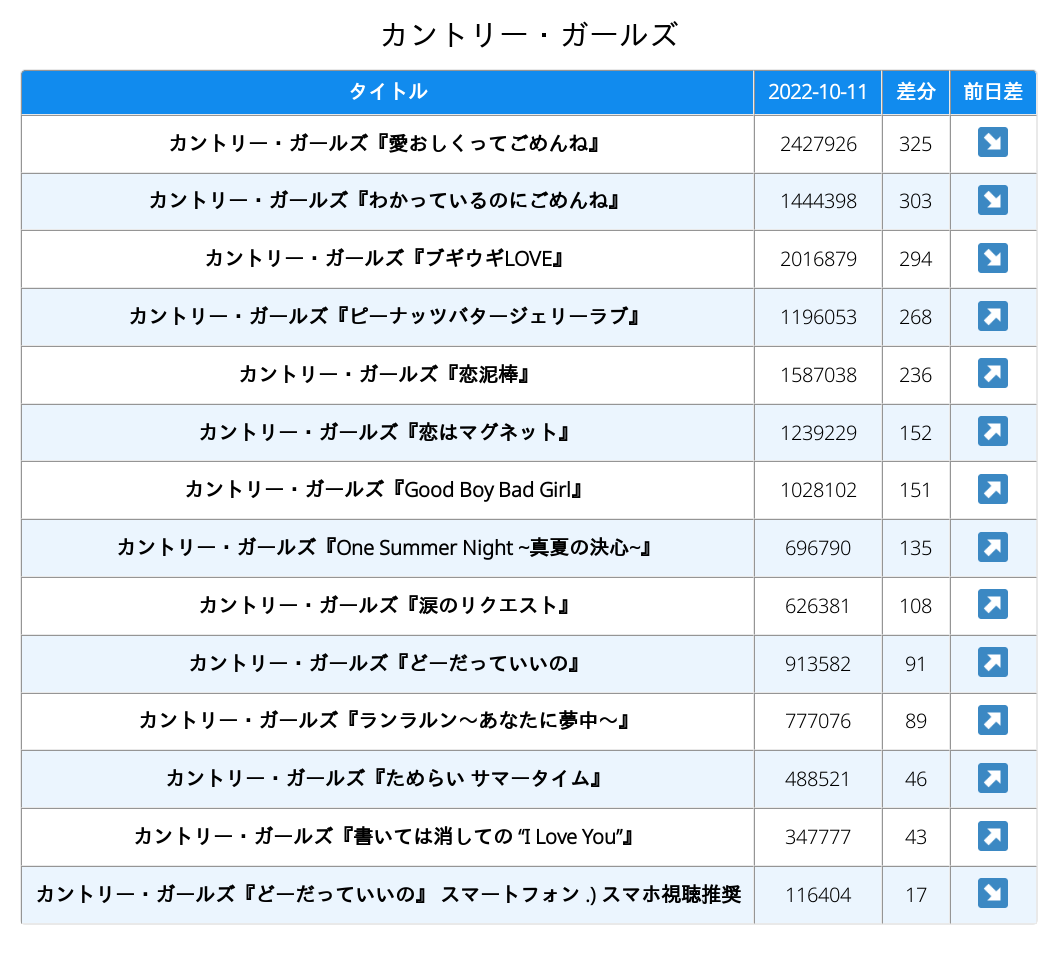 カントリー・ガールズ
タイトル 2022-10-11 差分 前日差
カントリー・ガールズ『愛おしくってごめんね』 2427926 325 ↘
カントリー・ガールズ『わかっているのにごめんね』 1444398 303 ↘
カントリー・ガールズ『ブギウギLOVE』 2016879 294 ↘
カントリー・ガールズ『ピーナッツバタージェリーラブ』 1196053 268 ↗
カントリー・ガールズ『恋泥棒』 1587038 236 ↗
カントリー・ガールズ『恋はマグネット』 1239229 152 ↗
カントリー・ガールズ『Good Boy Bad Girl』 1028102 151 ↗
カントリー・ガールズ『One Summer Night ~真夏の決心~』 696790 135 ↗
カントリー・ガールズ『涙のリクエスト』 626381 108 ↗
カントリー・ガールズ『どーだっていいの』 913582 91 ↗
カントリー・ガールズ『ランラルン～あなたに夢中～』 777076 89 ↗
カントリー・ガールズ『ためらい サマータイム』 488521 46 ↗
カントリー・ガールズ『書いては消しての “I Love You”』 347777 43 ↗
カントリー・ガールズ『どーだっていいの』 スマートフォン .) スマホ視聴推奨 116404 17 ↘